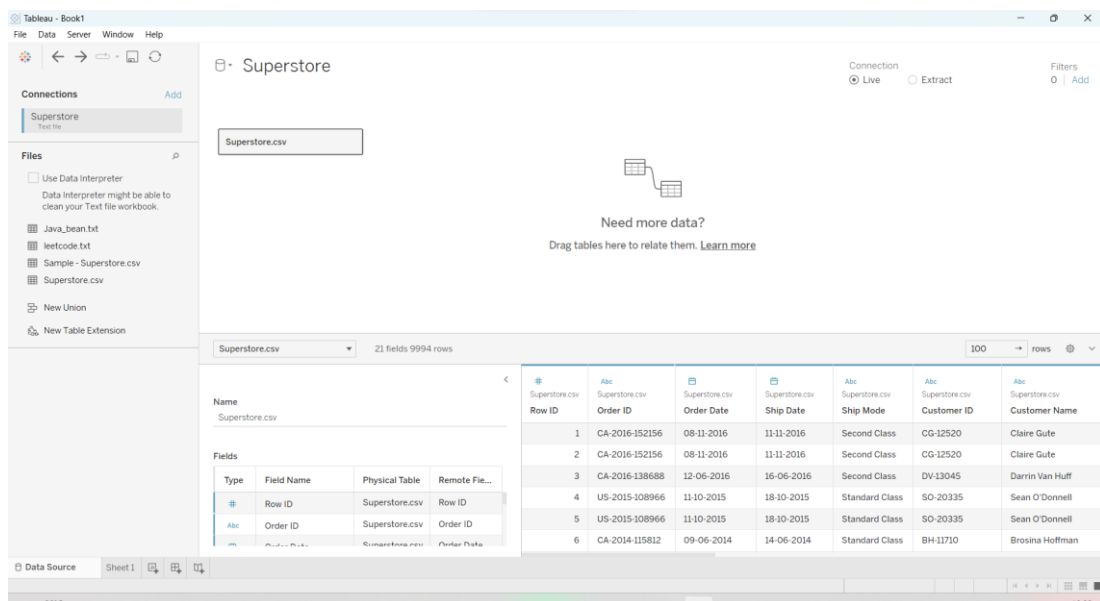 Tableau - Book1
File Data Server Window Help
Connections Add
Superstore
Text file
Files
Use Data Interpreter
Data Interpreter might be able to
clean your Text file workbook.
Java_bean.txt
leetcode.txt
Sample - Superstore.csv
Superstore.csv
New Union
New Table Extension
Superstore
Connection
Live Extract
Filters
0 Add
Superstore.csv
Need more data?
Drag tables here to relate them. Learn more
Superstore.csv 21 fields 9994 rows 100 rows
Name
Superstore.csv
Fields
Type Field Name Physical Table Remote Fie...
# Row ID Superstore.csv Row ID
Abc Order ID Superstore.csv Order ID
Order Date Superstore.csv Order Date
# Abc Abc Abc Abc
Superstore.csv Superstore.csv Superstore.csv Superstore.csv Superstore.csv Superstore.csv Superstore.csv
Row ID Order ID Order Date Ship Date Ship Mode Customer ID Customer Name
1 CA-2016-152156 08-11-2016 11-11-2016 Second Class CG-12520 Claire Gute
2 CA-2016-152156 08-11-2016 11-11-2016 Second Class CG-12520 Claire Gute
3 CA-2016-138688 12-06-2016 16-06-2016 Second Class DV-13045 Darrin Van Huff
4 US-2015-108966 11-10-2015 18-10-2015 Standard Class SO-20335 Sean O'Donnell
5 US-2015-108966 11-10-2015 18-10-2015 Standard Class SO-20335 Sean O'Donnell
6 CA-2014-115812 09-06-2014 14-06-2014 Standard Class BH-11710 Brosina Hoffman
Data Source Sheet 1